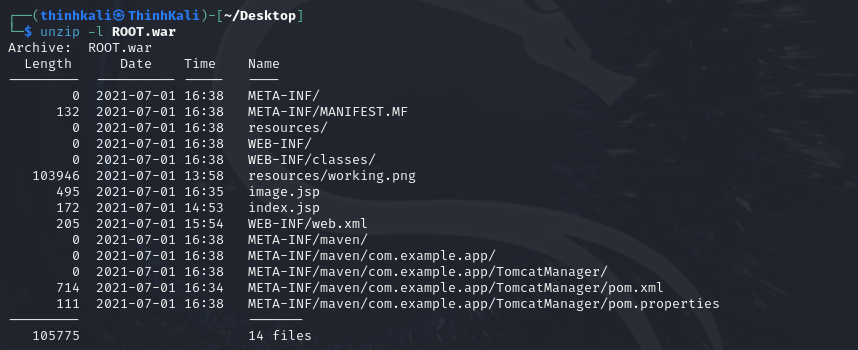 ┌──(thinhkali㉿ThinhKali)-[~/Desktop]
└─$ unzip -l ROOT.war
Archive:  ROOT.war
  Length      Date    Time    Name
---------  ---------- -----   ----
        0  2021-07-01 16:38   META-INF/
      132  2021-07-01 16:38   META-INF/MANIFEST.MF
        0  2021-07-01 16:38   resources/
        0  2021-07-01 16:38   WEB-INF/
        0  2021-07-01 16:38   WEB-INF/classes/
   103946  2021-07-01 13:58   resources/working.png
      495  2021-07-01 16:35   image.jsp
      172  2021-07-01 14:53   index.jsp
      205  2021-07-01 15:54   WEB-INF/web.xml
        0  2021-07-01 16:38   META-INF/maven/
        0  2021-07-01 16:38   META-INF/maven/com.example.app/
        0  2021-07-01 16:38   META-INF/maven/com.example.app/TomcatManager/
      714  2021-07-01 16:34   META-INF/maven/com.example.app/TomcatManager/pom.xml
      111  2021-07-01 16:38   META-INF/maven/com.example.app/TomcatManager/pom.properties
---------                     -------
   105775                     14 files